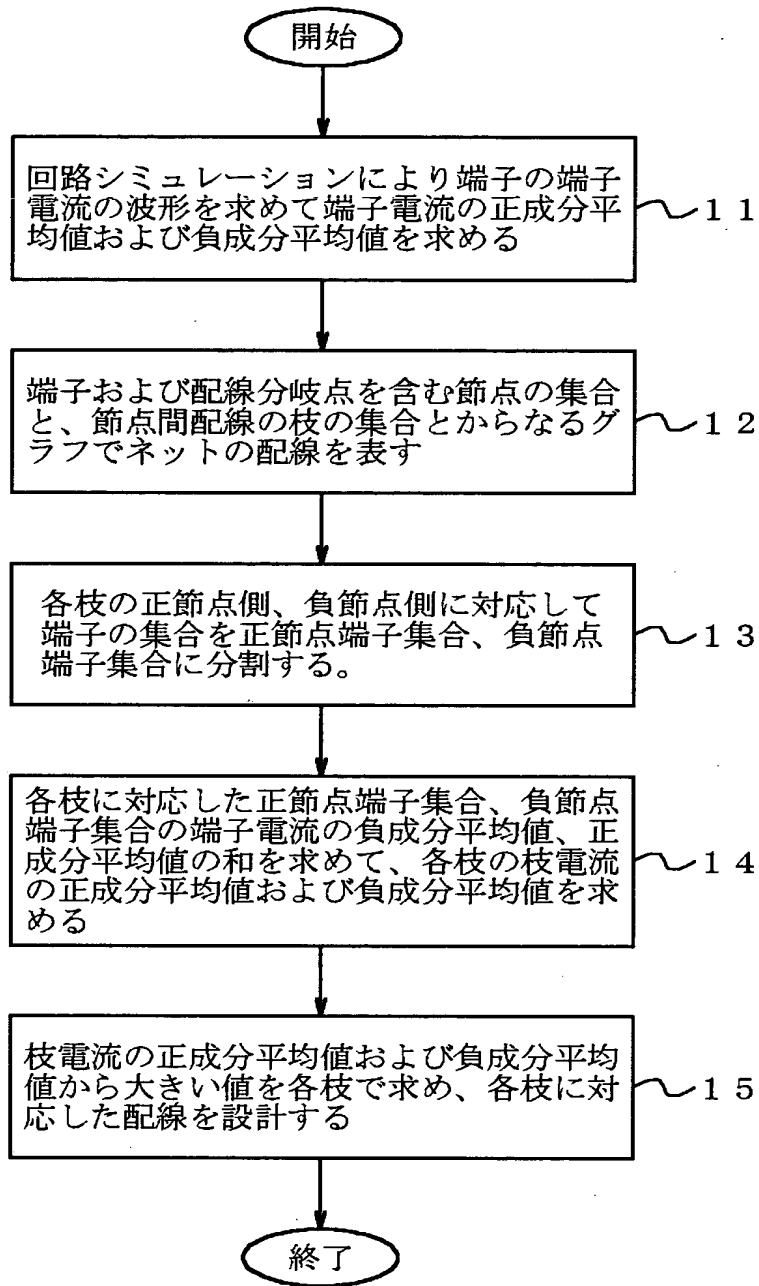 開始
回路シミュレーションにより端子の端子
電流の波形を求めて端子電流の正成分平
均値および負成分平均値を求める
11
端子および配線分岐点を含む節点の集合
と、節点間配線の枝の集合とからなるグ
ラフでネットの配線を表す
12
各枝の正節点側、負節点側に対応して
端子の集合を正節点端子集合、負節点
端子集合に分割する。
13
各枝に対応した正節点端子集合、負節点
端子集合の端子電流の負成分平均値、正
成分平均値の和を求めて、各枝の枝電流
の正成分平均値および負成分平均値を求
める
14
枝電流の正成分平均値および負成分平均
値から大きい値を各枝で求め、各枝に対
応した配線を設計する
15
終了